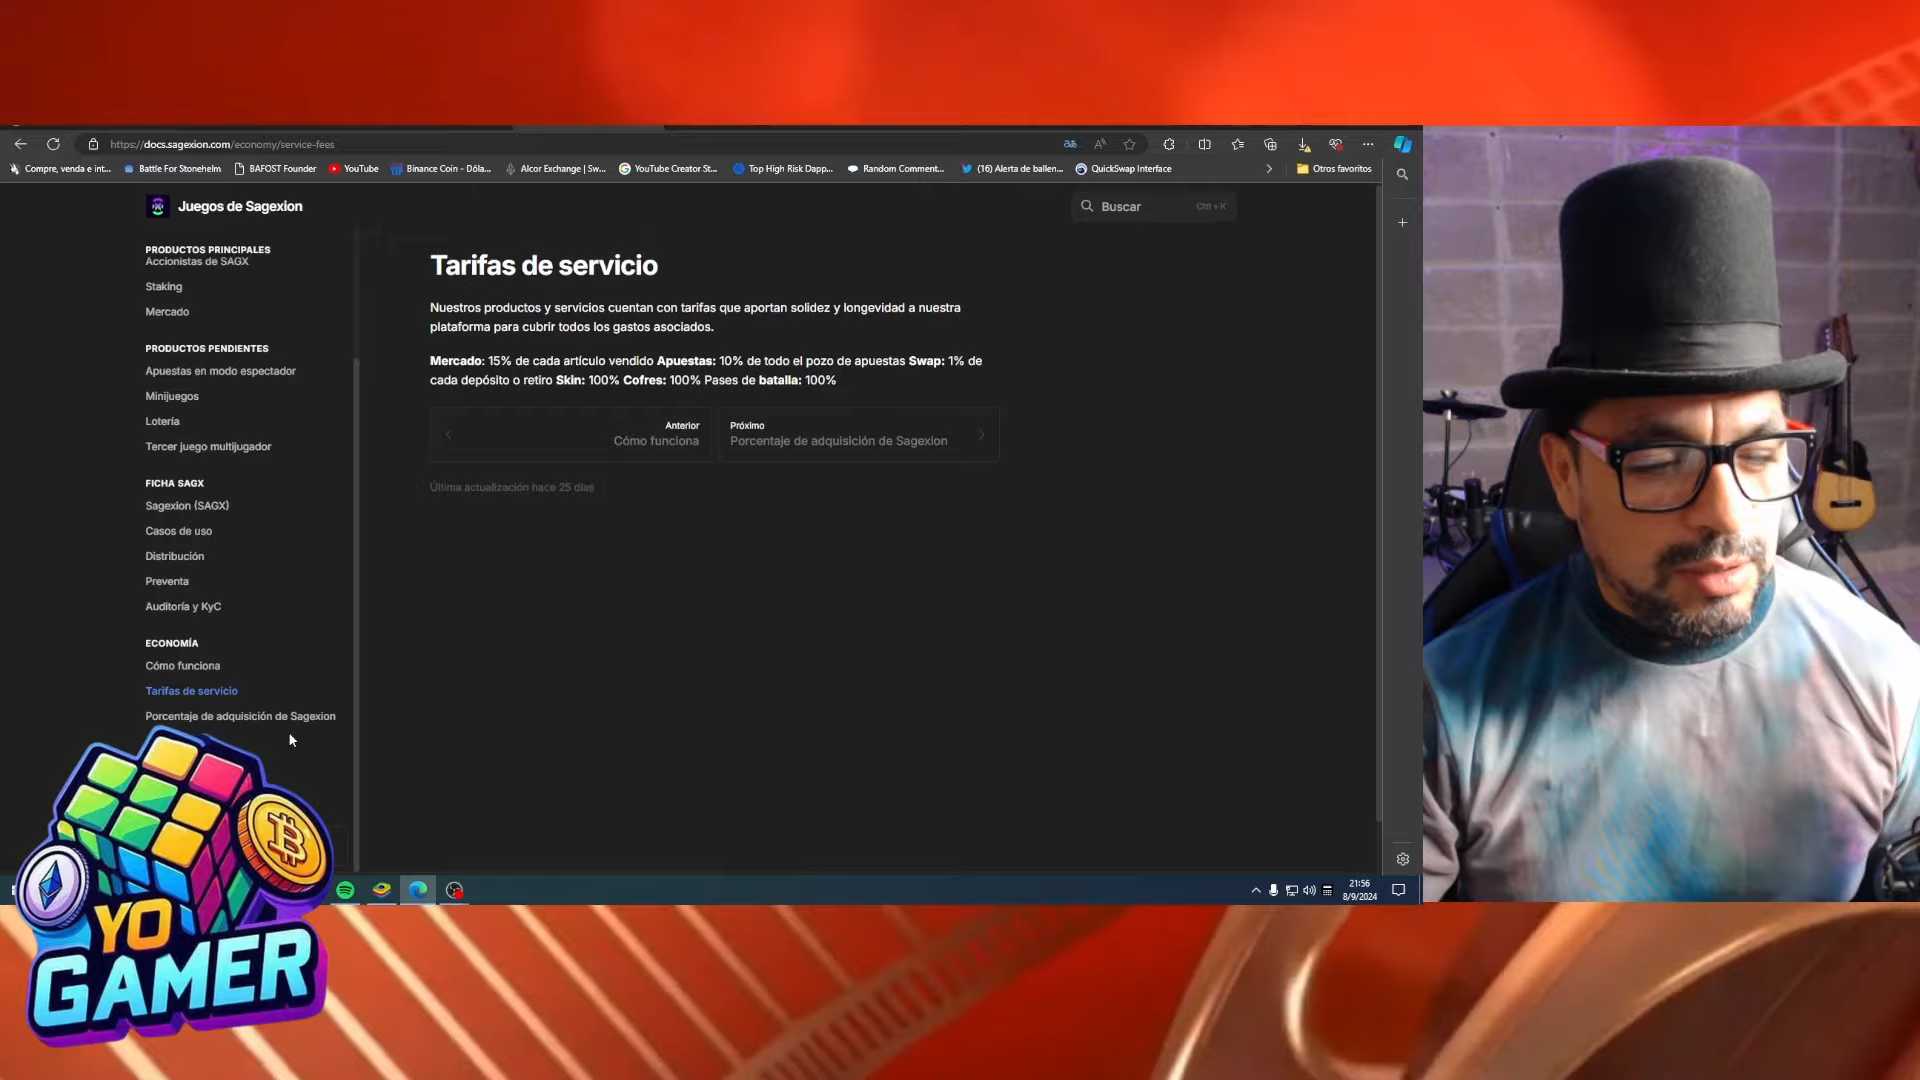 https://docs.sagexion.com/economy/service-fees
Compre, venda e int...
Battle For Stonehelm
BAFOST Founder
YouTube
Binance Coin - Dóla...
Alcor Exchange | Sw...
YouTube Creator St...
Top High Risk Dapp...
Random Comment...
(16) Alerta de ballen...
QuickSwap Interface
Otros favoritos
Juegos de Sagexion
Buscar
Ctrl + K
PRODUCTOS PRINCIPALES
Accionistas de SAGX
Staking
Mercado
PRODUCTOS PENDIENTES
Apuestas en modo espectador
Minijuegos
Lotería
Tercer juego multijugador
FICHA SAGX
Sagexion (SAGX)
Casos de uso
Distribución
Preventa
Auditoría y KyC
ECONOMÍA
Cómo funciona
Tarifas de servicio
Porcentaje de adquisición de Sagexion
Tarifas de servicio
Nuestros productos y servicios cuentan con tarifas que aportan solidez y longevidad a nuestra
plataforma para cubrir todos los gastos asociados.
Mercado: 15% de cada artículo vendido Apuestas: 10% de todo el pozo de apuestas Swap: 1% de
cada depósito o retiro Skin: 100% Cofres: 100% Pases de batalla: 100%
Anterior
Cómo funciona
Próximo
Porcentaje de adquisición de Sagexion
Última actualización hace 25 días
YO
GAMER
21:56
8/9/2024